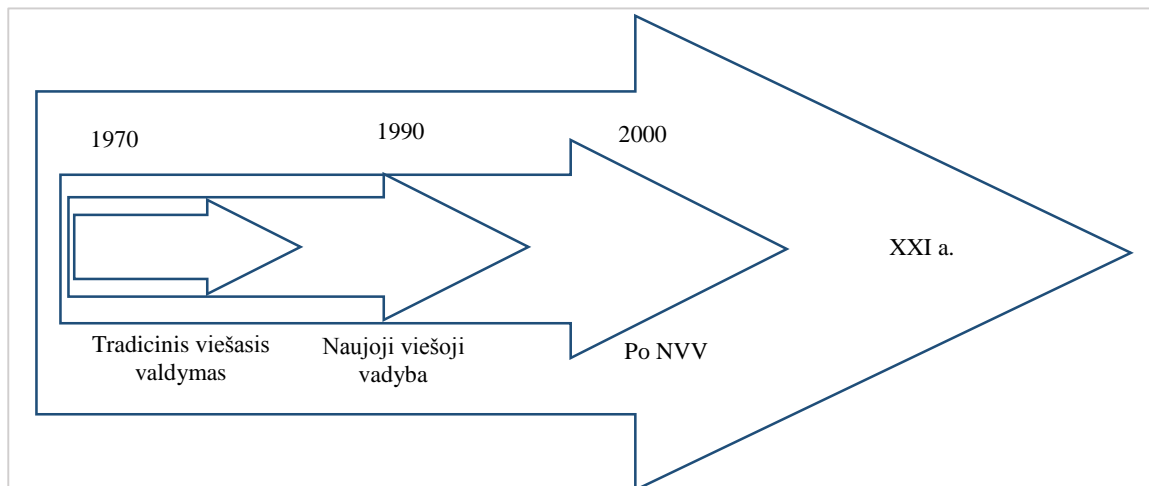 1970
1990
2000
XXI a.
Tradicinis viešasis
valdymas
Naujoji viešoji
vadyba
Po NVV